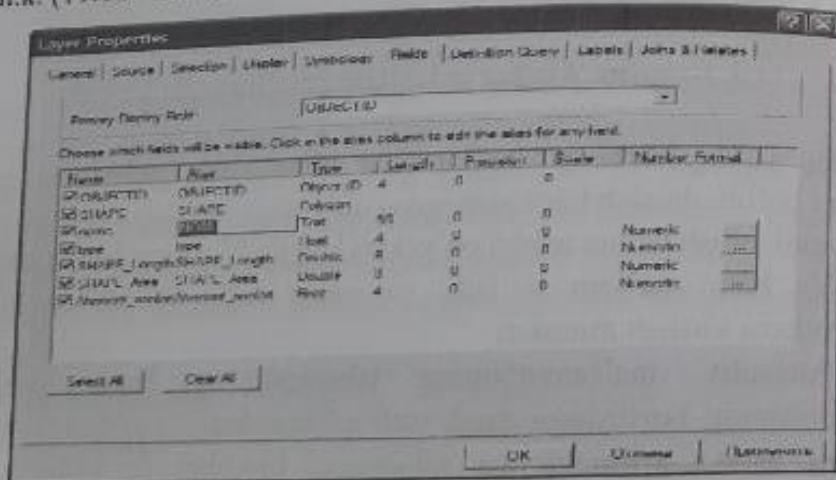 Layer Properties
General | Source | Selection | Display | Symbology | Fields | Definition Query | Labels | Joins & Relates |
Primary Display Field: OBJECTID
Choose which fields will be visible. Click in the alias column to edit the alias for any field.
Name Alias Type Length Precision Scale Number Format
OBJECTID OBJECTID Object ID 4 0 0
SHAPE SHAPE Polygon
name Text 50 0 0
type type 4 0 0 Numeric ...
SHAPE_Length SHAPE_Length Double 8 0 0 Numeric ...
SHAPE_Area SHAPE_Area Double 8 0 0 Numeric ...
Float 4 0 0 Numeric ...
Select All Clear All
OK Отмена Применить